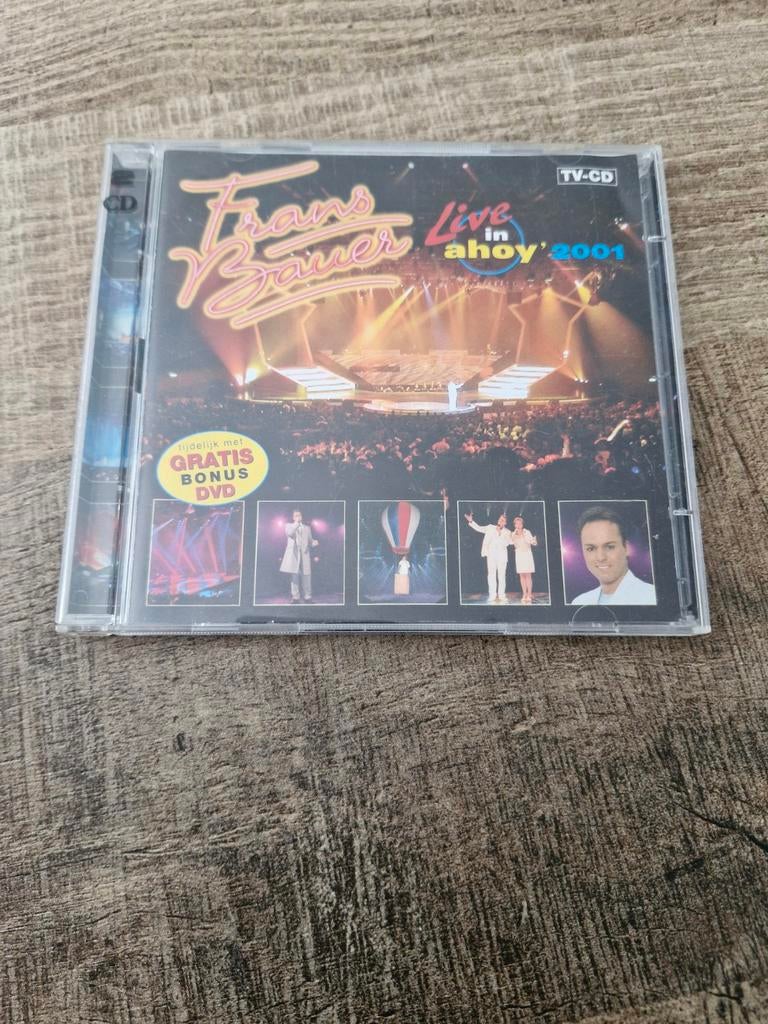 CD
Frans
Bauer
Live
in
ahoy' 2001
TV-CD
tijdelijk met
GRATIS
BONUS
DVD